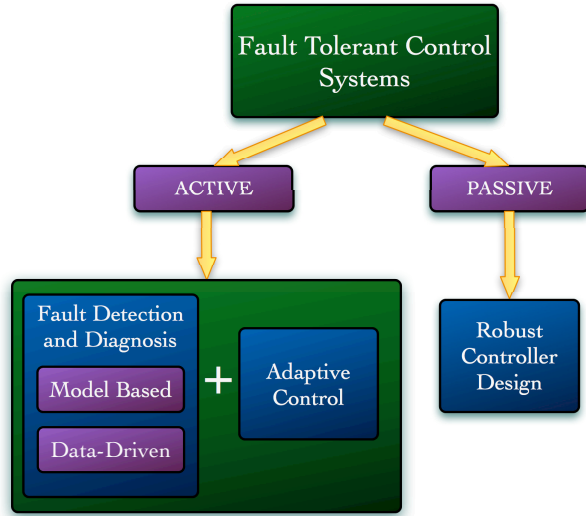 Fault Tolerant Control
Systems
ACTIVE
PASSIVE
Fault Detection
and Diagnosis
Model Based
Data-Driven
+
Adaptive
Control
Robust
Controller
Design